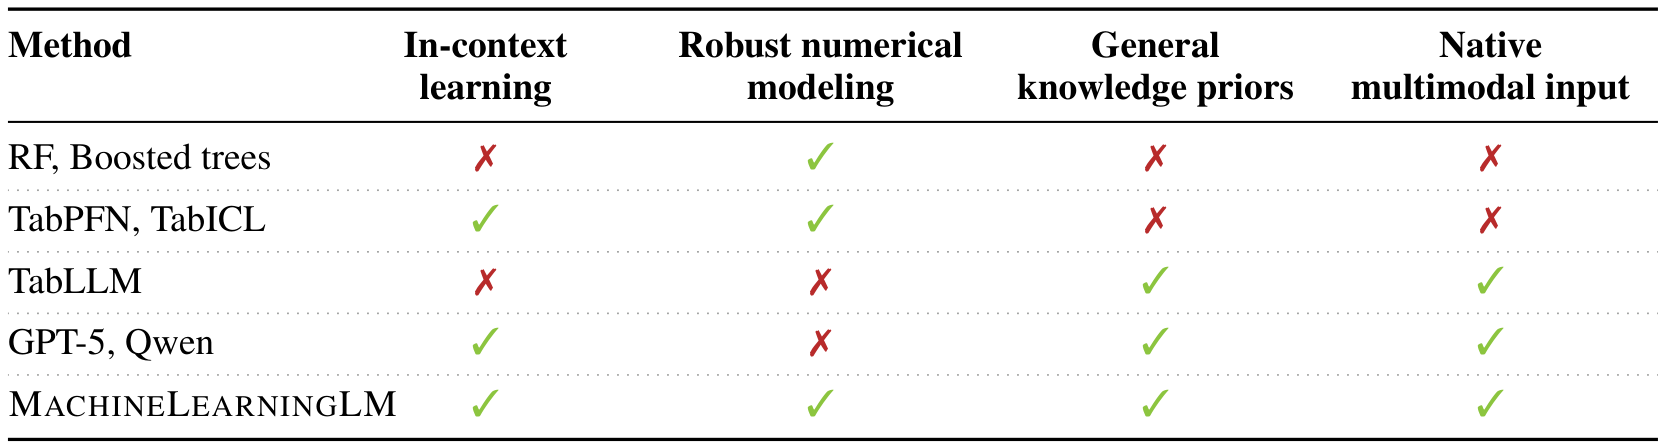 Method In-context learning Robust numerical modeling General knowledge priors Native multimodal input
RF, Boosted trees ✗ ✓ ✗ ✗
TabPFN, TabICL ✓ ✓ ✗ ✗
TabLLM ✗ ✗ ✓ ✓
GPT-5, Qwen ✓ ✗ ✓ ✓
MACHINELEARNINGLM ✓ ✓ ✓ ✓